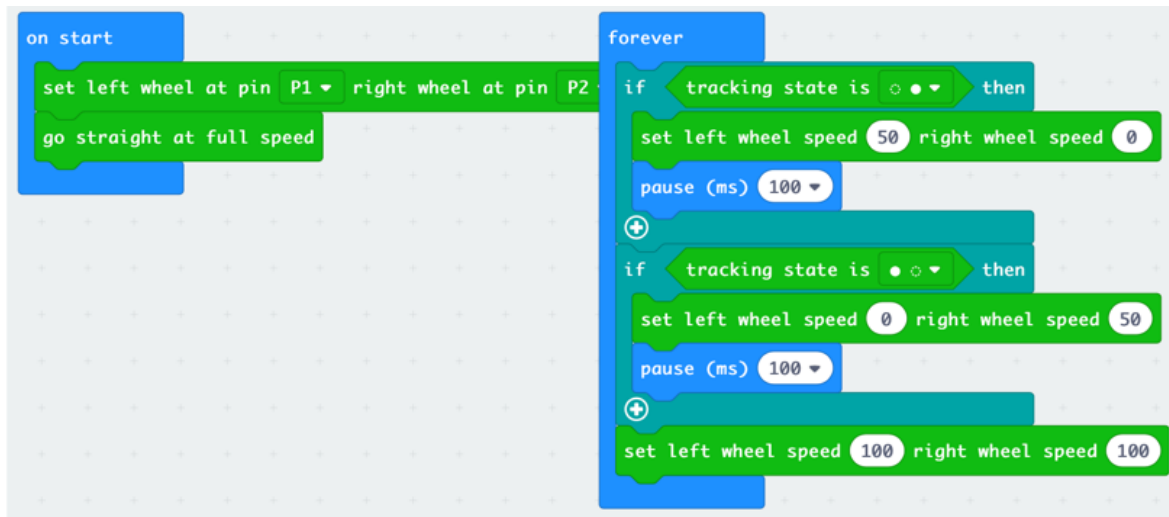 on start
set left wheel at pin P1 right wheel at pin P2
go straight at full speed
forever
if tracking state is then
set left wheel speed 50 right wheel speed 0
pause (ms) 100
if tracking state is then
set left wheel speed 0 right wheel speed 50
pause (ms) 100
set left wheel speed 100 right wheel speed 100